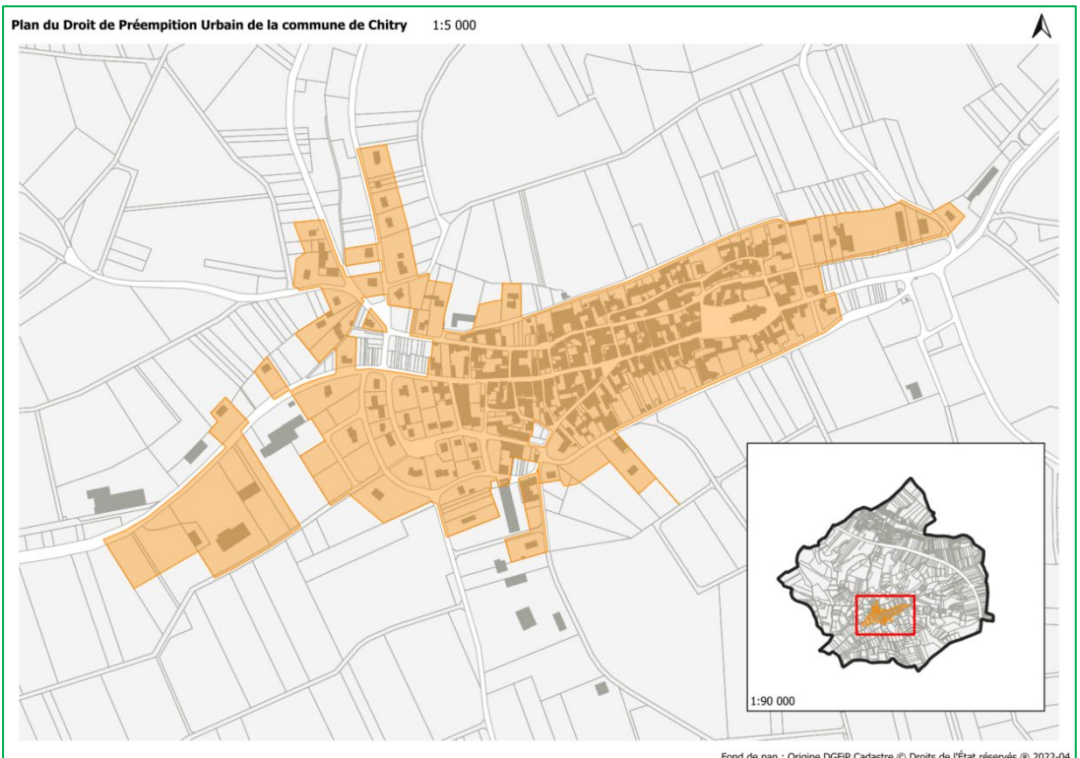 Plan du Droit de Préempition Urbain de la commune de Chitry 1:5 000
1:90 000
Fond de pan : Origine DGFiP Cadastre © Droits de l'État réservés ® 2022-04